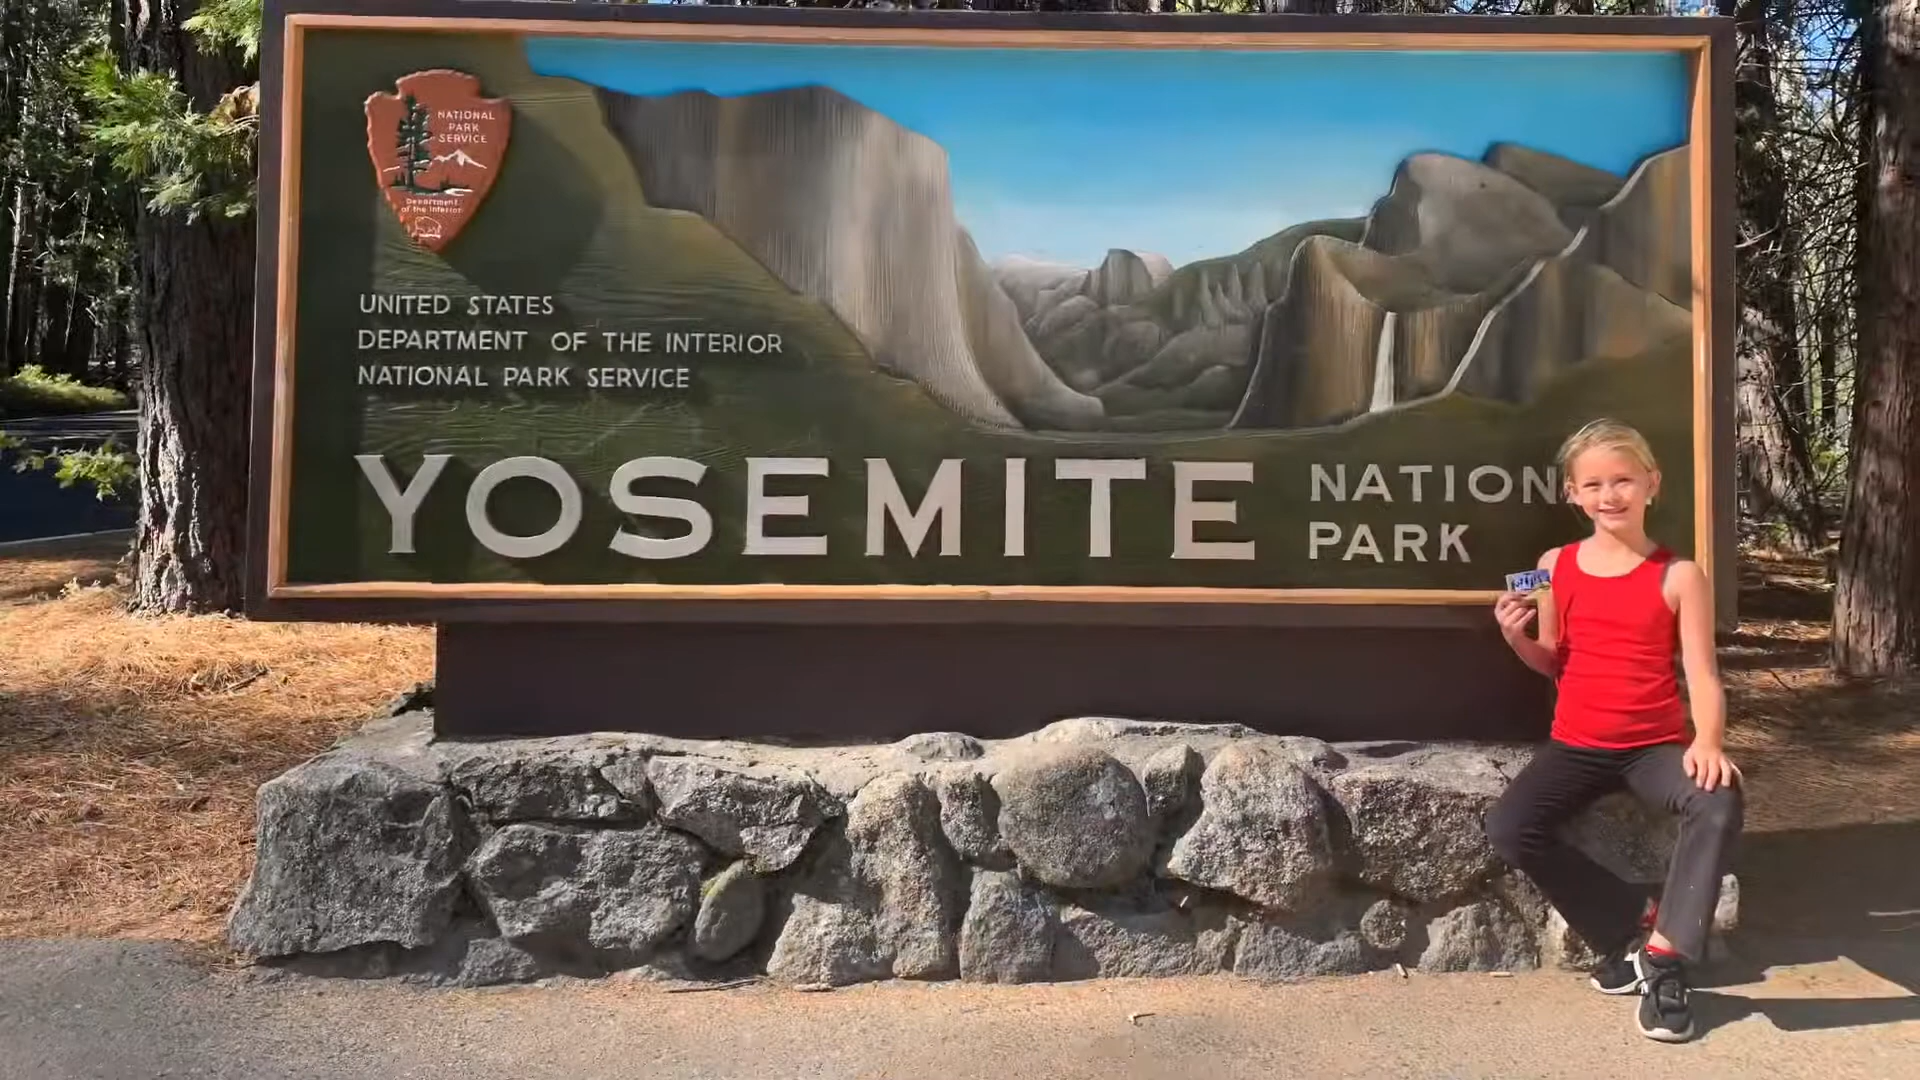 NATIONAL
PARK
SERVICE
Department
of the Interior
UNITED STATES
DEPARTMENT OF THE INTERIOR
NATIONAL PARK SERVICE
YOSEMITE
NATION
PARK